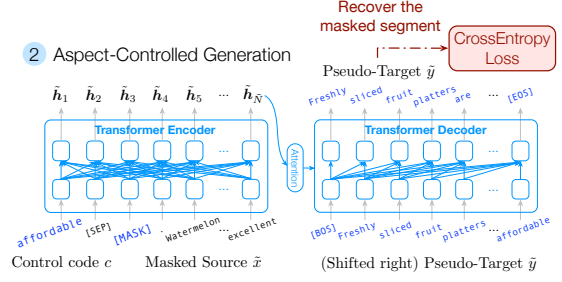 Recover the
masked segment
CrossEntropy
Loss
2 Aspect-Controlled Generation
Pseudo-Target ỹ
h̃₁ h̃₂ h̃₃ h̃₄ h̃₅ ... h̃_Ñ
Freshly sliced fruit platters are ... [EOS]
Transformer Encoder
Transformer Decoder
Attention
...
...
...
...
affordable [SEP] [MASK] . Watermelon ... excellent
[BOS] Freshly sliced fruit platters ... affordable
Control code c
Masked Source x̃
(Shifted right) Pseudo-Target ỹ